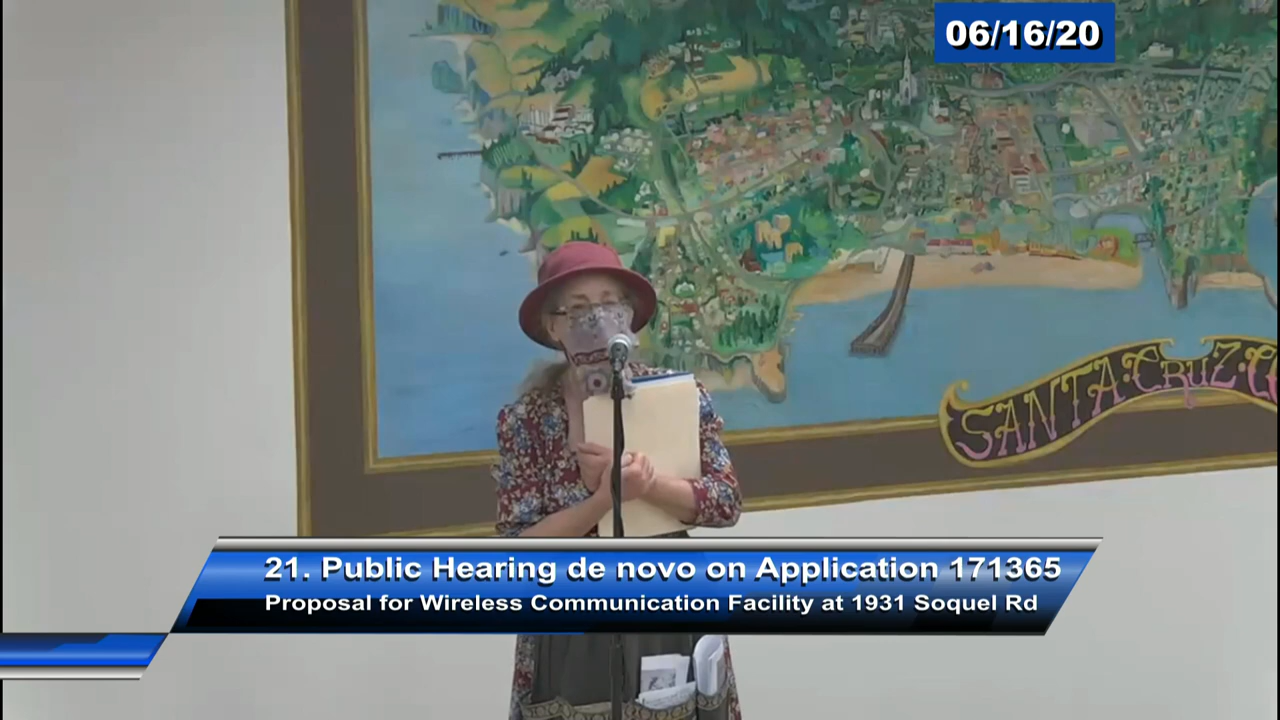 06/16/20
SANTA·CRUZ·
21. Public Hearing de novo on Application 171365
Proposal for Wireless Communication Facility at 1931 Soquel Rd